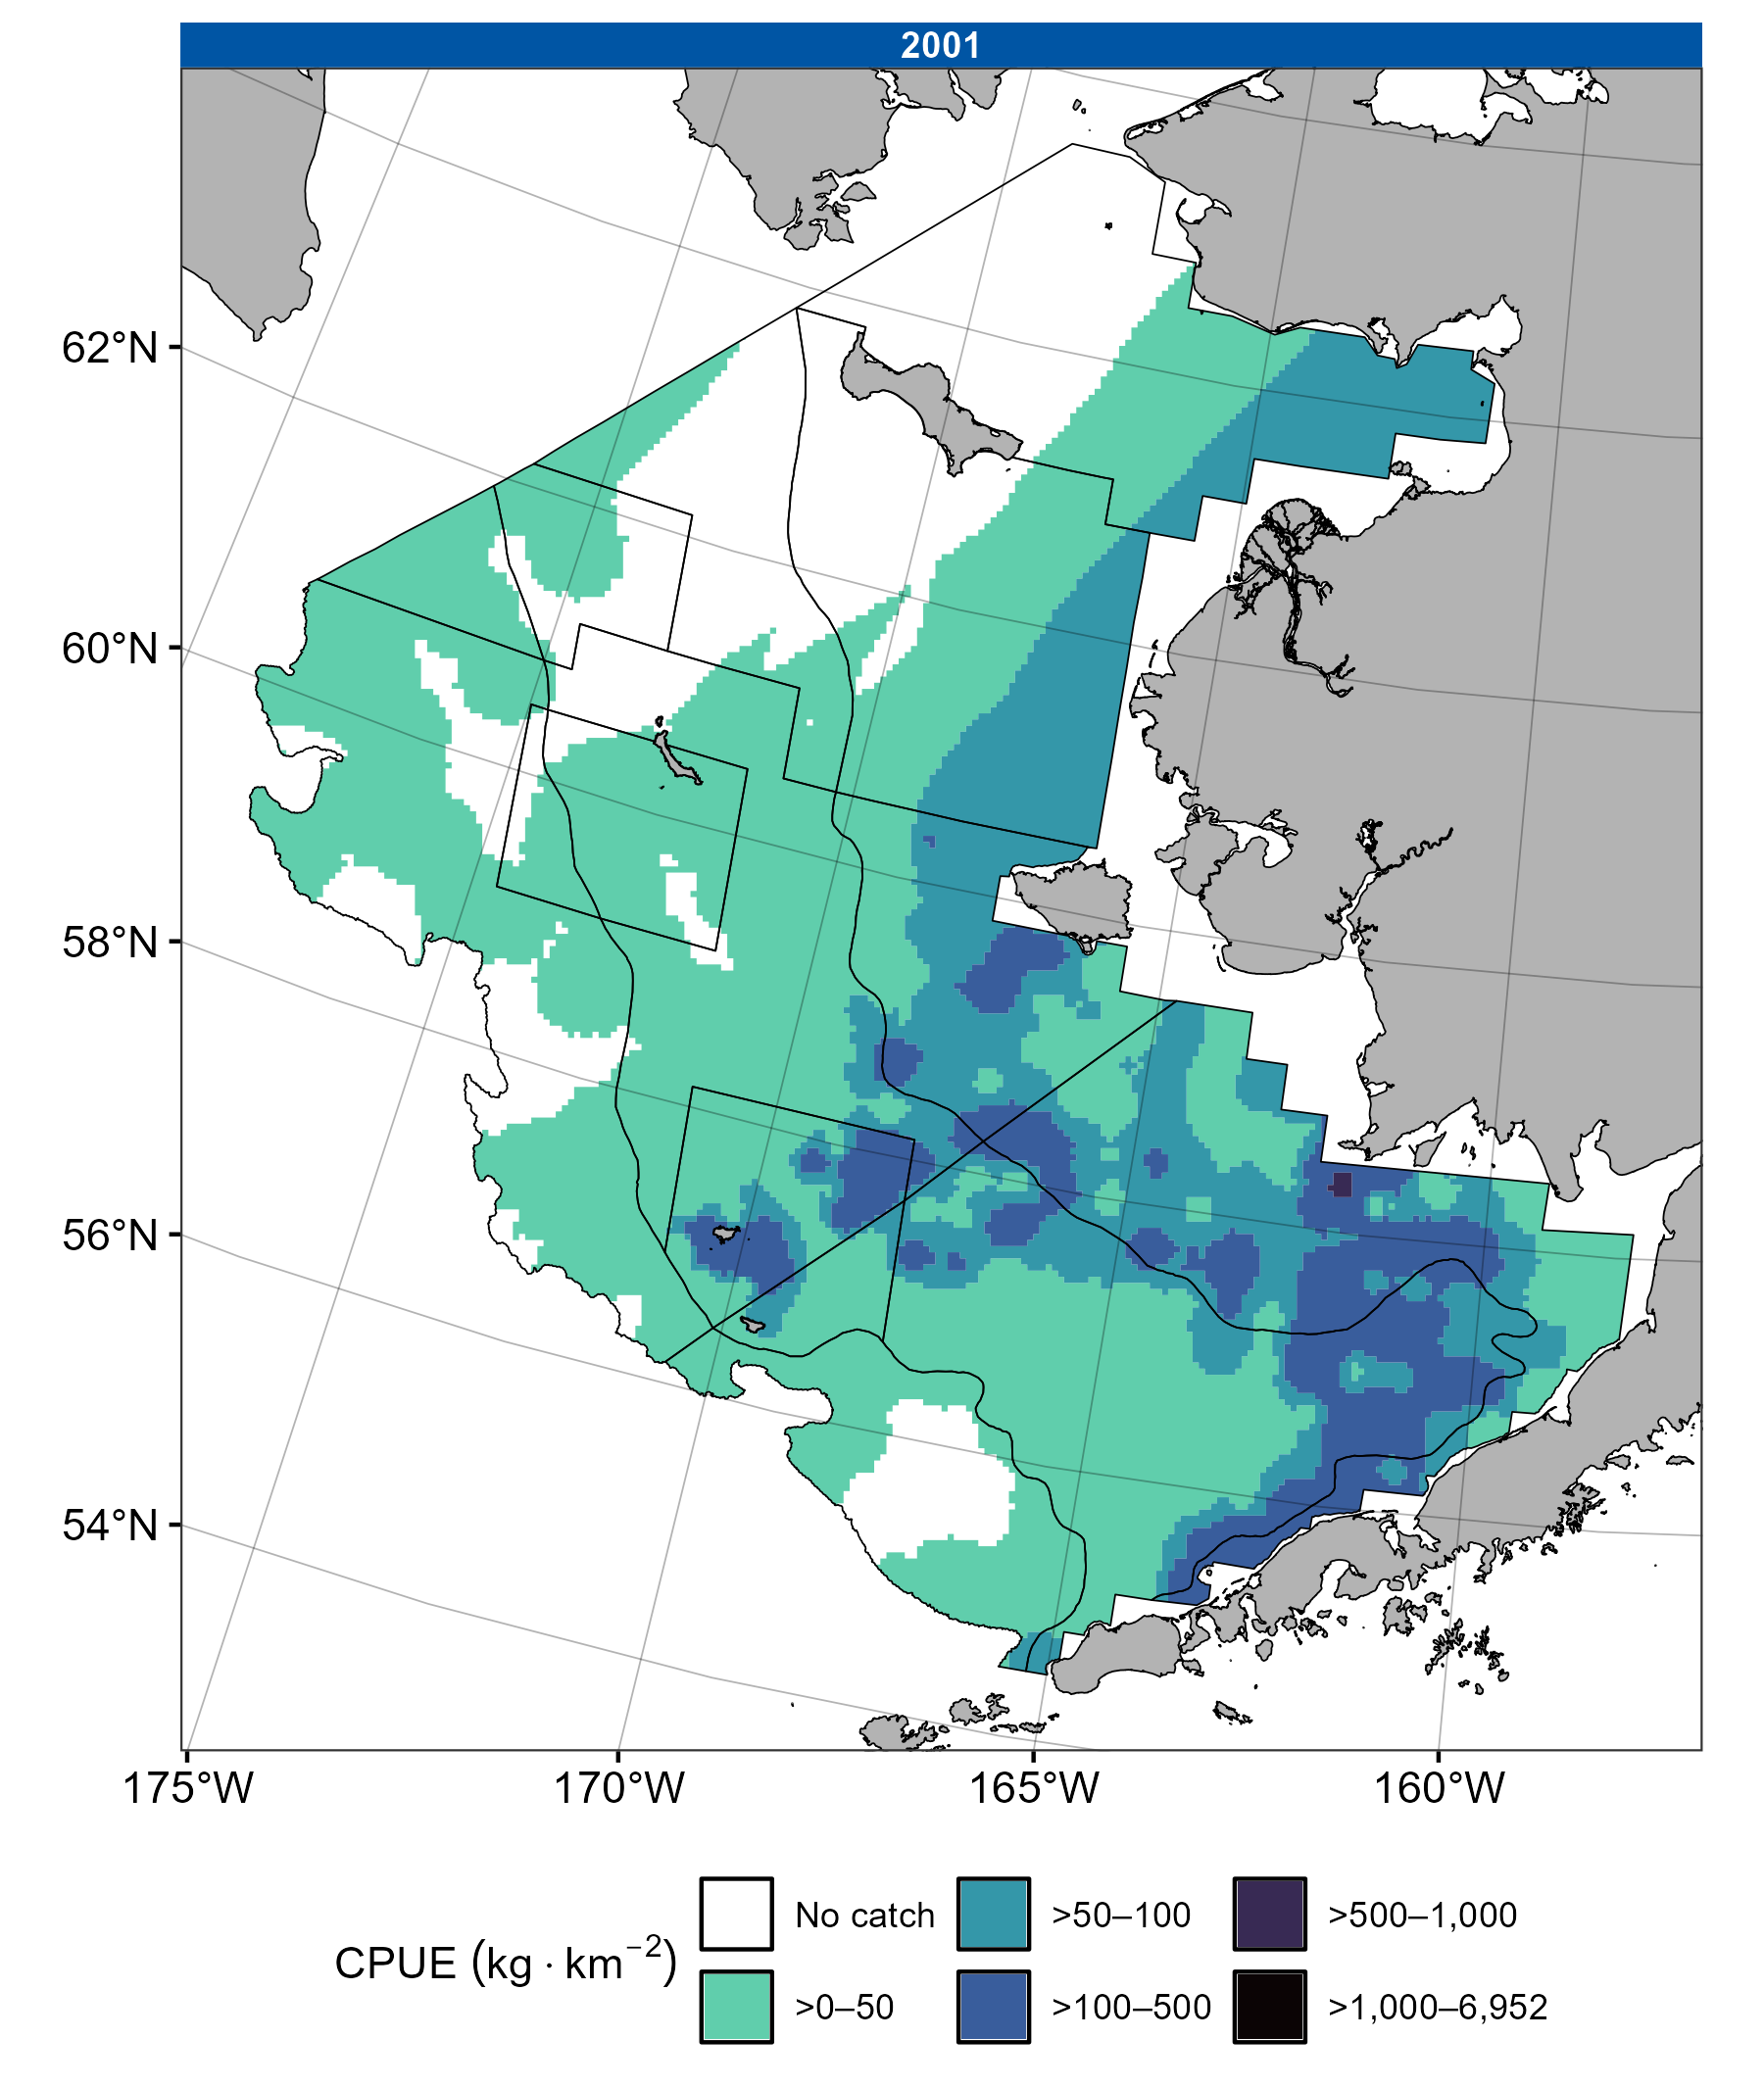 2001
62°N
60°N
58°N
56°N
54°N
175°W 170°W 165°W 160°W
CPUE (kg · km⁻²)
No catch >50–100 >500–1,000
>0–50 >100–500 >1,000–6,952